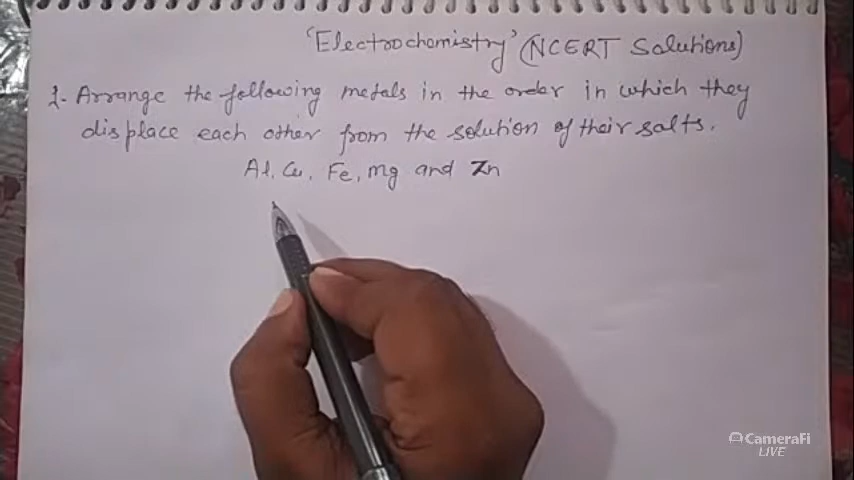 'Electrochemistry' (NCERT Solutions)
1. Arrange the following metals in the order in which they
displace each other from the solution of their salts.
Al, Cu, Fe, Mg and Zn
CameraFi
LIVE